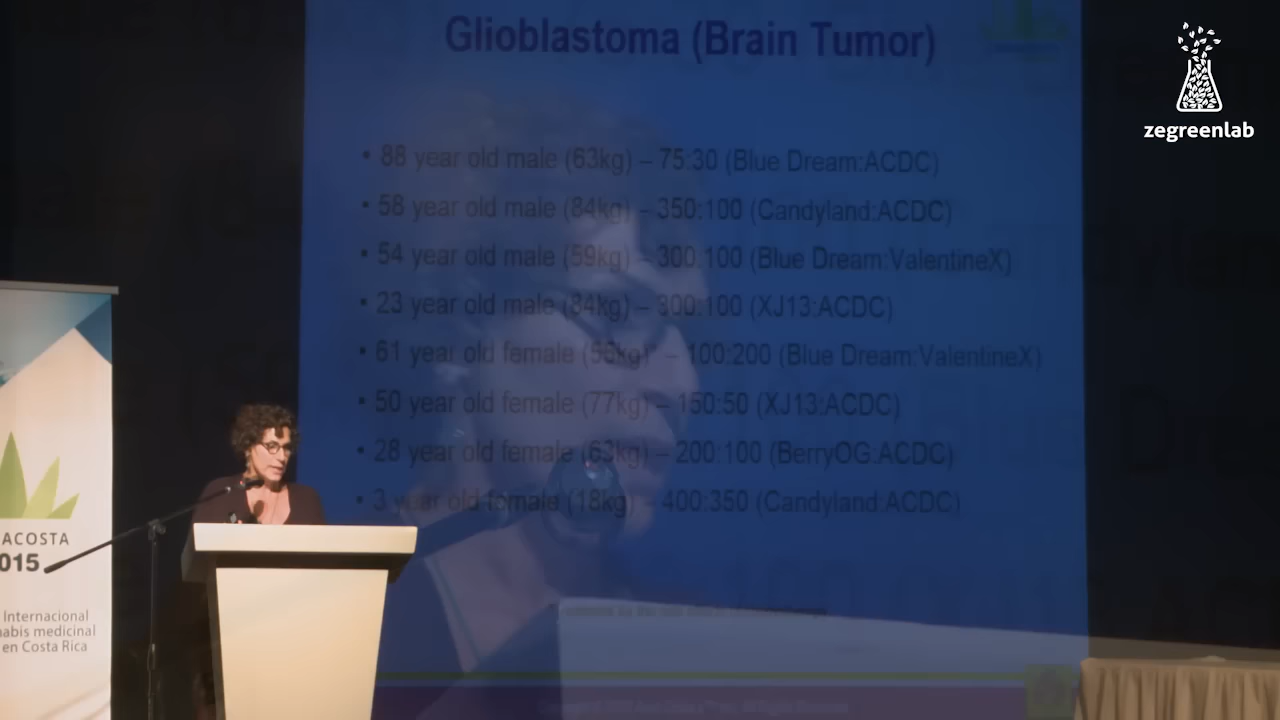 Glioblastoma (Brain Tumor)
• 88 year old male (63kg) – 75:30 (Blue Dream:ACDC)
• 58 year old male (84kg) – 350:100 (Candyland:ACDC)
• 54 year old male (59kg) – 300:100 (Blue Dream:ValentineX)
• 23 year old male (84kg) – 300:100 (XJ13:ACDC)
• 61 year old female – 100:200 (Blue Dream:ValentineX)
• 50 year old female (77kg) – 150:50 (XJ13:ACDC)
• 28 year old female (63kg) – 200:100 (BerryOG:ACDC)
• 3 year old female (18kg) – 400:350 (Candyland:ACDC)
zegreenlab
ACOSTA
015
Internacional
nabis medicinal
en Costa Rica